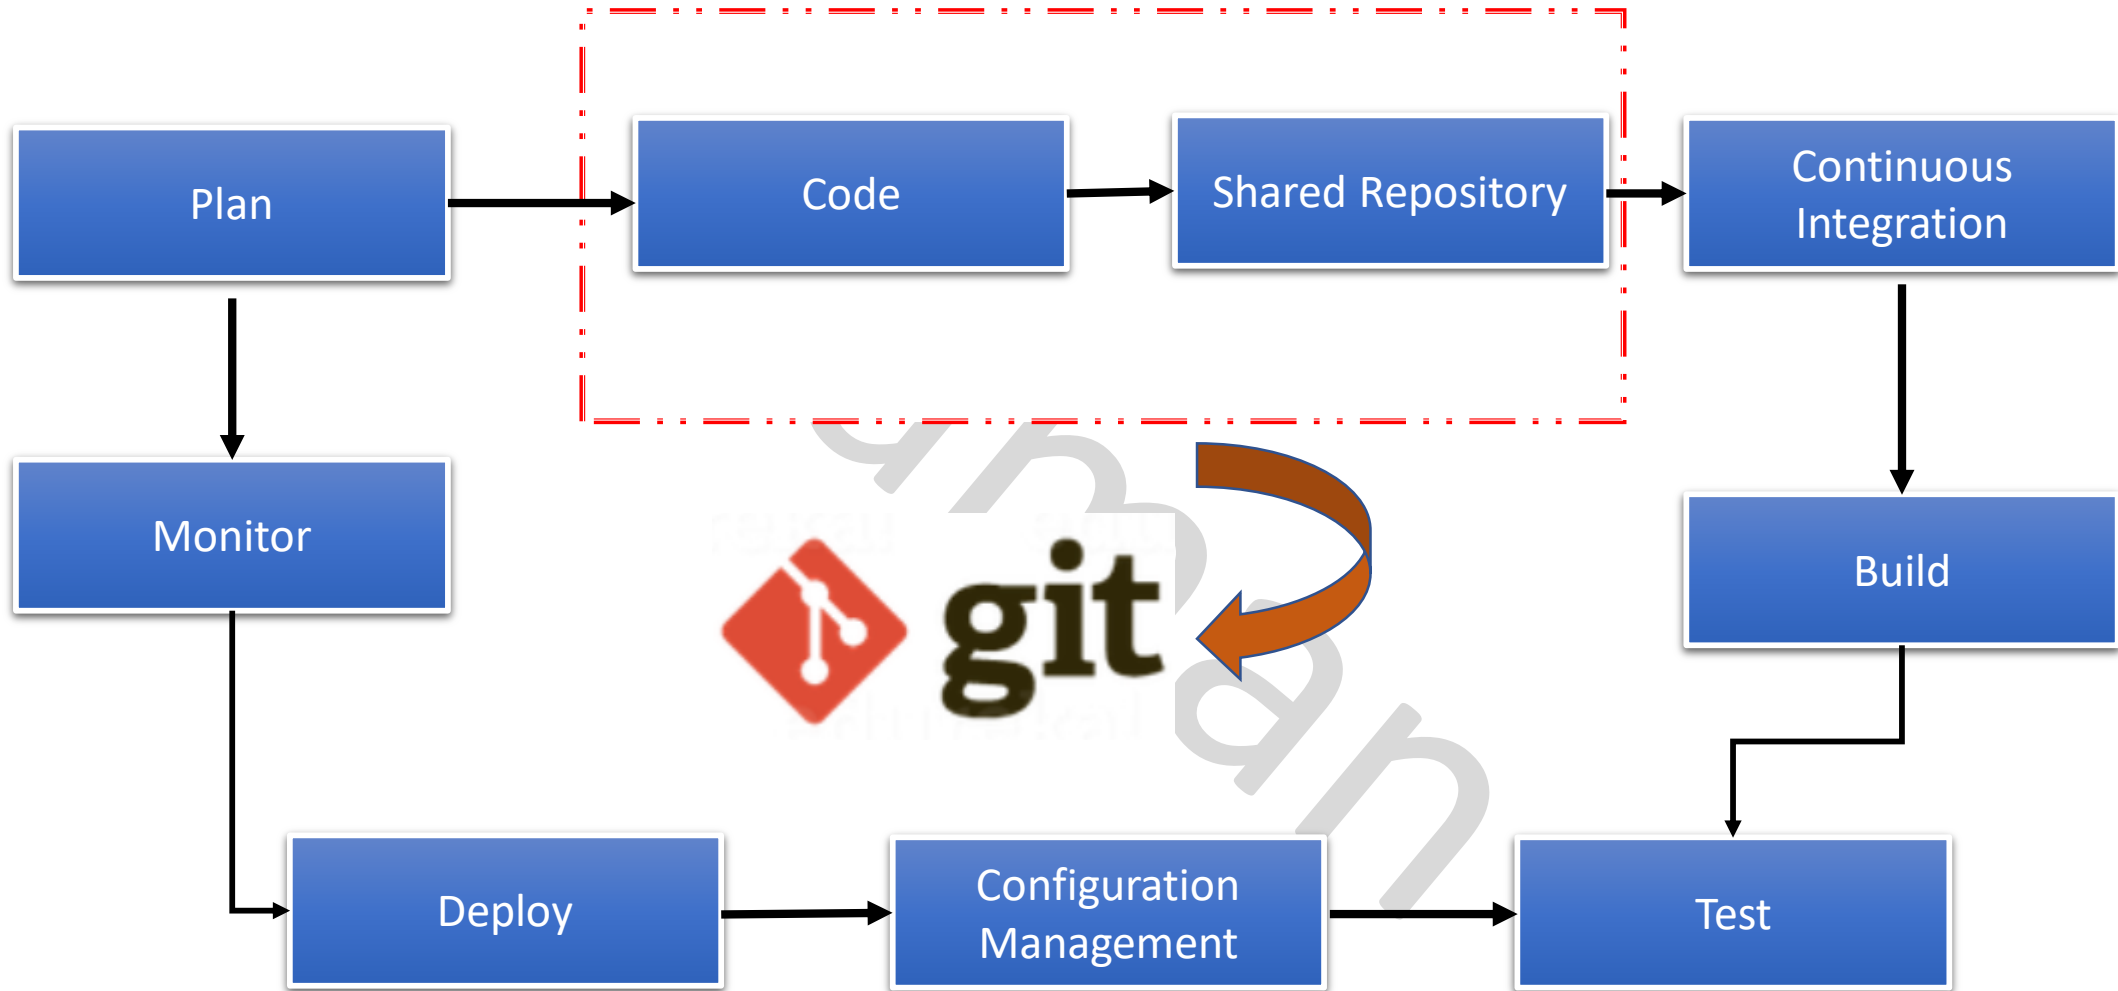 Plan
Code
Shared Repository
Continuous
Integration
Monitor
git
Build
Deploy
Configuration
Management
Test